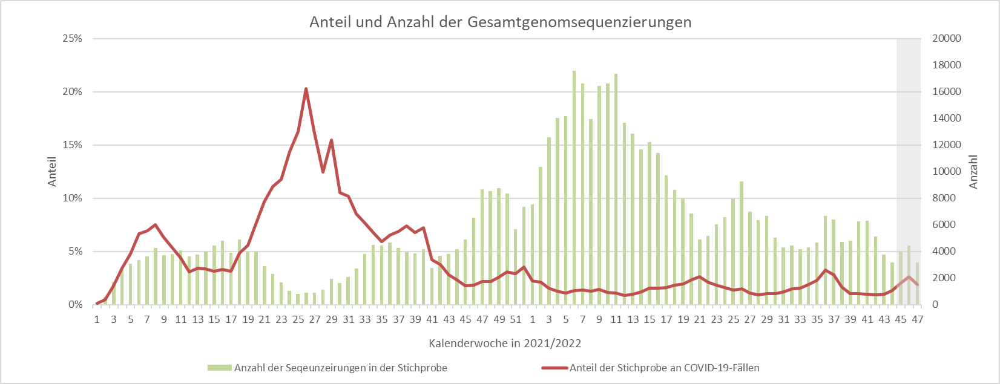 Anteil und Anzahl der Gesamtgenomsequenzierungen
25%
20%
15%
10%
5%
0%
Anteil
20000
18000
16000
14000
12000
10000
8000
6000
4000
2000
0
Anzahl
1 3 5 7 9 11 13 15 17 19 21 23 25 27 29 31 33 35 37 39 41 43 45 47 49 51 1 3 5 7 9 11 13 15 17 19 21 23 25 27 29 31 33 35 37 39 41 43 45 47
Kalenderwoche in 2021/2022
Anzahl der Seqeunzeirungen in der Stichprobe
Anteil der Stichprobe an COVID-19-Fällen